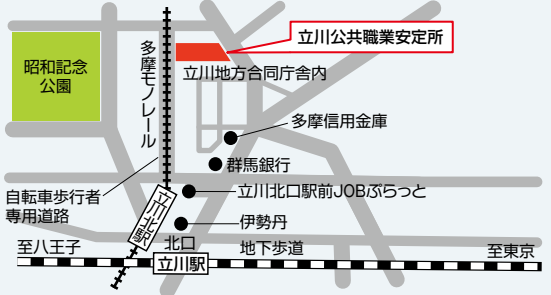 立川公共職業安定所
昭和記念
公園
多摩モノレール
立川地方合同庁舎内
多摩信用金庫
群馬銀行
立川北口駅前JOBぷらっと
自転車歩行者
専用道路
立川北駅
伊勢丹
北口
地下歩道
至八王子
立川駅
至東京